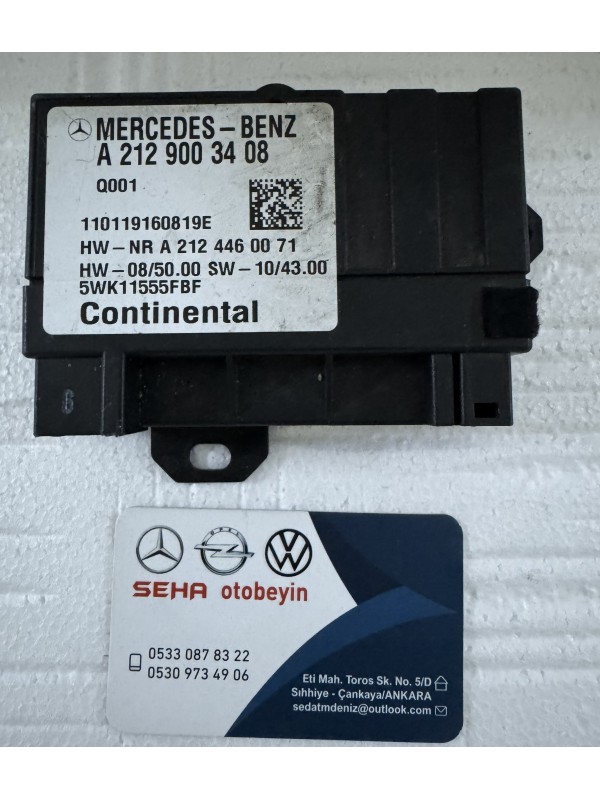 MERCEDES-BENZ
A 212 900 34 08
Q001
110119160819E
HW-NR A 212 446 00 71
HW-08/50.00 SW-10/43.00
5WK11555FBF
Continental
6
OPEL
SEHA otobeyin
0533 087 83 22
0530 973 49 06
Eti Mah. Toros Sk. No. 5/D
Sıhhiye - Çankaya/ANKARA
sedatmdeniz@outlook.com